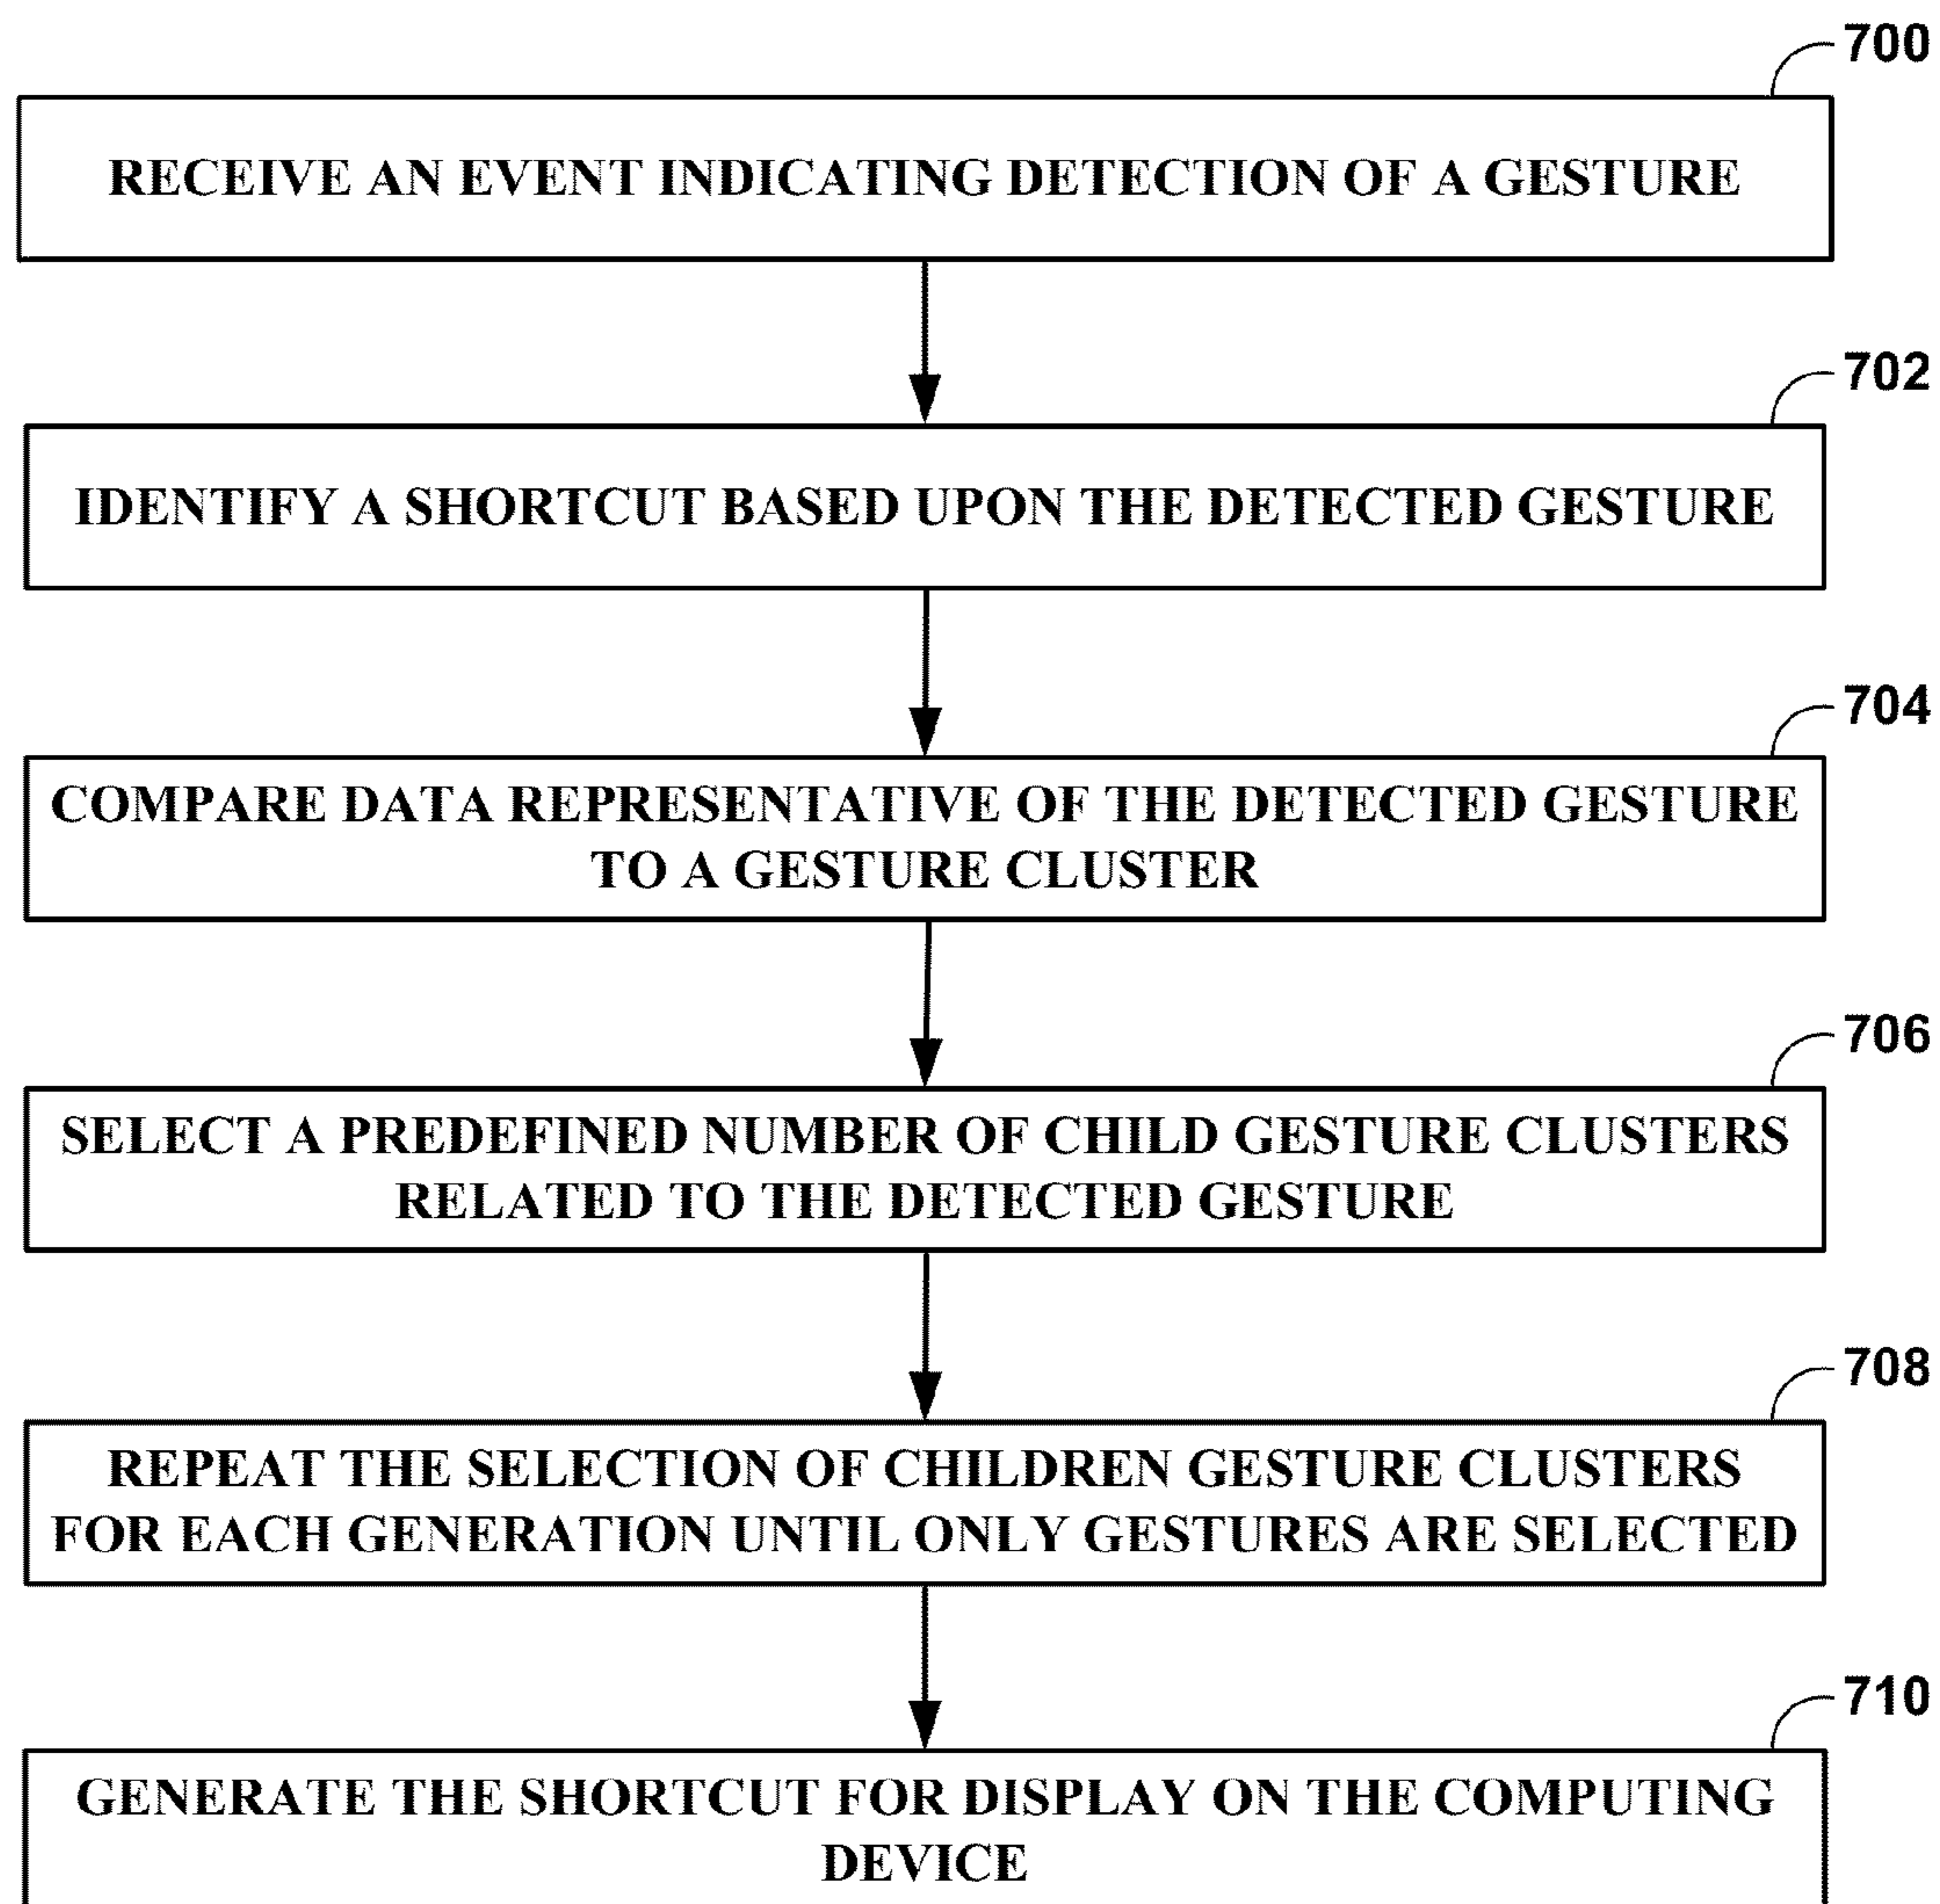 700
RECEIVE AN EVENT INDICATING DETECTION OF A GESTURE
702
IDENTIFY A SHORTCUT BASED UPON THE DETECTED GESTURE
704
COMPARE DATA REPRESENTATIVE OF THE DETECTED GESTURE
TO A GESTURE CLUSTER
706
SELECT A PREDEFINED NUMBER OF CHILD GESTURE CLUSTERS
RELATED TO THE DETECTED GESTURE
708
REPEAT THE SELECTION OF CHILDREN GESTURE CLUSTERS
FOR EACH GENERATION UNTIL ONLY GESTURES ARE SELECTED
710
GENERATE THE SHORTCUT FOR DISPLAY ON THE COMPUTING
DEVICE